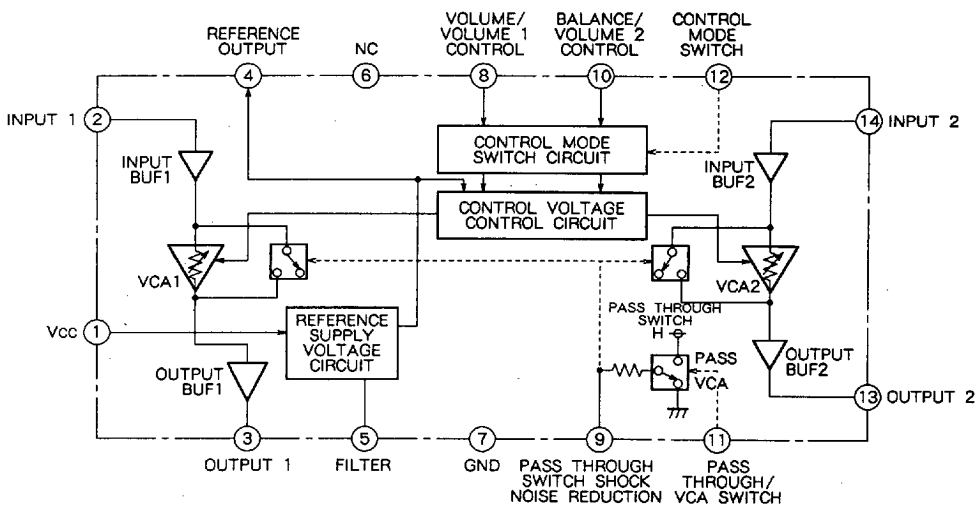 REFERENCE
OUTPUT
NC
VOLUME/
VOLUME 1
CONTROL
BALANCE/
VOLUME 2
CONTROL
CONTROL
MODE
SWITCH
4
6
8
10
12
INPUT 1
2
14
INPUT 2
INPUT
BUF1
CONTROL MODE
SWITCH CIRCUIT
INPUT
BUF2
CONTROL VOLTAGE
CONTROL CIRCUIT
VCA1
VCA2
Vcc
1
REFERENCE
SUPPLY
VOLTAGE
CIRCUIT
PASS THROUGH
SWITCH
H
PASS
VCA
OUTPUT
BUF1
OUTPUT
BUF2
13
OUTPUT 2
3
5
7
9
11
OUTPUT 1
FILTER
GND
PASS THROUGH
SWITCH SHOCK
NOISE REDUCTION
PASS
THROUGH/
VCA SWITCH